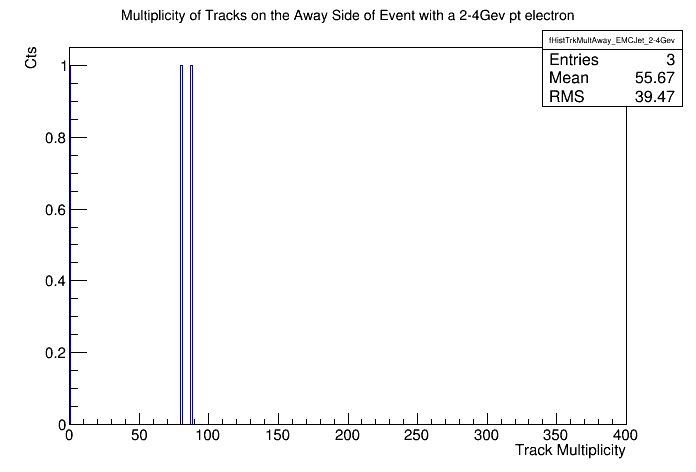 Multiplicity of Tracks on the Away Side of Event with a 2-4Gev pt electron
fHistTrkMultAway_EMCJet_2-4Gev
Entries 3
Mean 55.67
RMS 39.47
Cts
1
0.8
0.6
0.4
0.2
0
0 50 100 150 200 250 300 350 400
Track Multiplicity